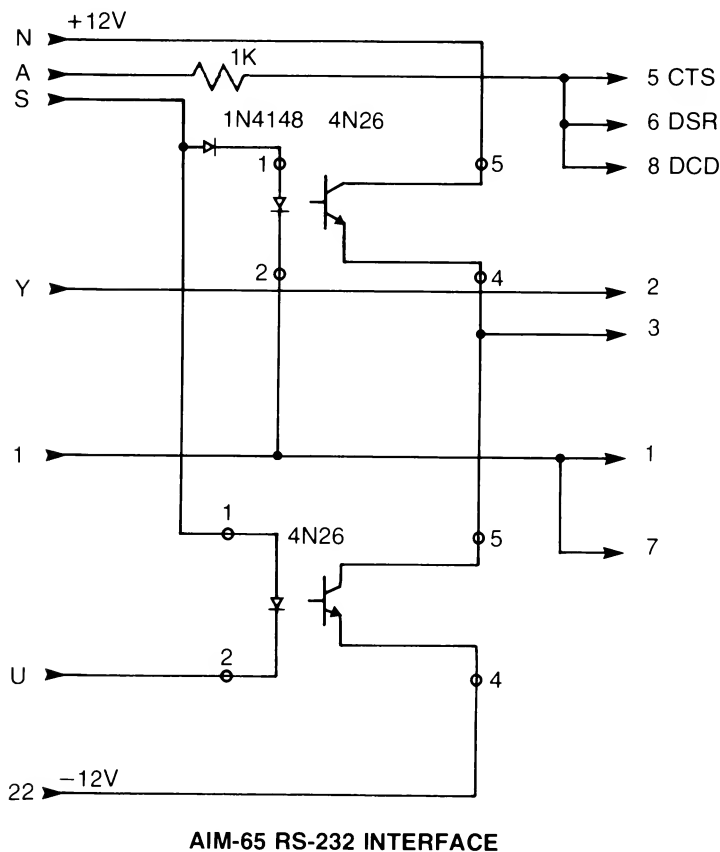 N +12V
A 1K 5 CTS
S
6 DSR
1N4148 4N26
1 5 8 DCD
2 4
Y 2
3
1 1
1 4N26 5
7
2
U 4
22 −12V
AIM-65 RS-232 INTERFACE